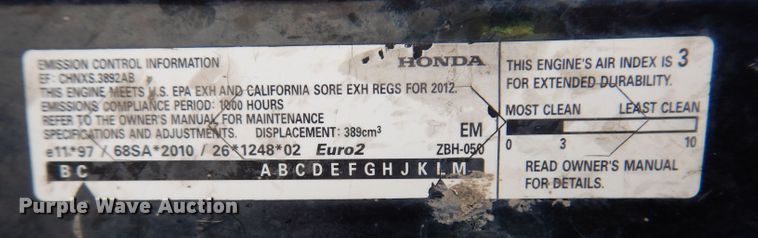 EMISSION CONTROL INFORMATION HONDA
EF: CHNXS.3892AB
THIS ENGINE MEETS U.S. EPA EXH AND CALIFORNIA SORE EXH REGS FOR 2012.
EMISSIONS COMPLIANCE PERIOD: 1000 HOURS
REFER TO THE OWNER'S MANUAL FOR MAINTENANCE
SPECIFICATIONS AND ADJUSTMENTS. DISPLACEMENT: 389cm³ EM
e11*97/68SA*2010/26*1248*02 Euro2 ZBH-050
B C A B C D E F G H J K L M
THIS ENGINE'S AIR INDEX IS 3
FOR EXTENDED DURABILITY.
MOST CLEAN LEAST CLEAN
0 3 10
READ OWNER'S MANUAL
FOR DETAILS.
Purple Wave Auction